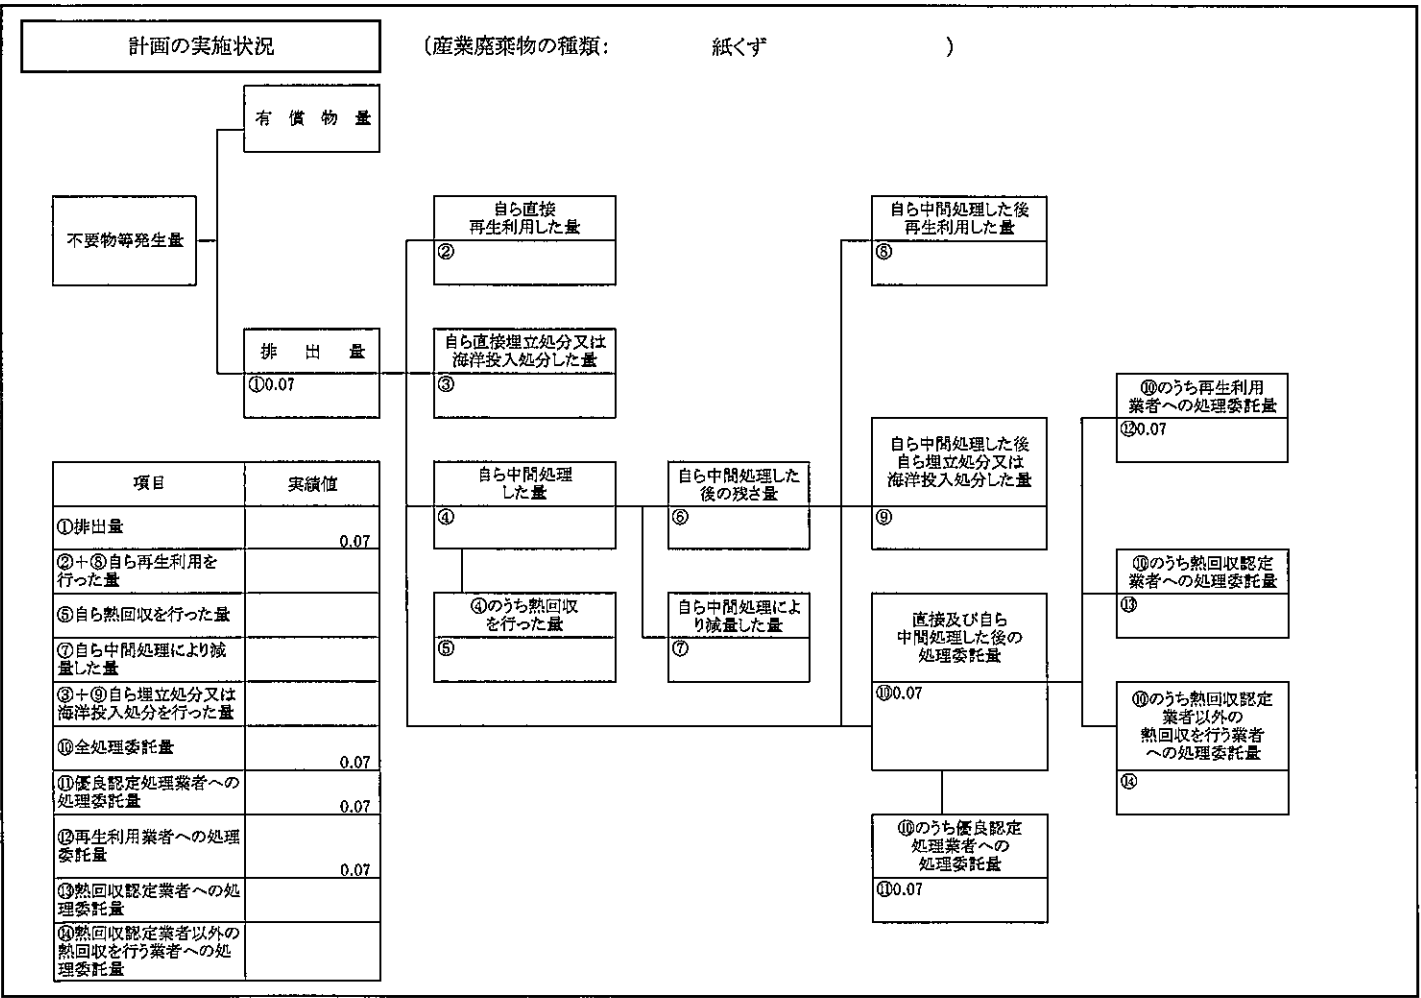 計画の実施状況
（産業廃棄物の種類： 紙くず ）
有償物量
不要物等発生量
排出量
①0.07
自ら直接
再生利用した量
②
自ら直接埋立処分又は
海洋投入処分した量
③
自ら中間処理
した量
④
④のうち熱回収
を行った量
⑤
自ら中間処理した
後の残さ量
⑥
自ら中間処理によ
り減量した量
⑦
自ら中間処理した後
再生利用した量
⑧
自ら中間処理した後
自ら埋立処分又は
海洋投入処分した量
⑨
直接及び自ら
中間処理した後の
処理委託量
⑩0.07
⑩のうち優良認定
処理業者への
処理委託量
⑪0.07
⑩のうち再生利用
業者への処理委託量
⑫0.07
⑩のうち熱回収認定
業者への処理委託量
⑬
⑩のうち熱回収認定
業者以外の
熱回収を行う業者
への処理委託量
⑭
項目 実績値
①排出量
0.07
②＋⑧自ら再生利用を
行った量
⑤自ら熱回収を行った量
⑦自ら中間処理により減
量した量
③＋⑨自ら埋立処分又は
海洋投入処分を行った量
⑩全処理委託量
0.07
⑪優良認定処理業者への
処理委託量
0.07
⑫再生利用業者への処理
委託量
0.07
⑬熱回収認定業者への処
理委託量
⑭熱回収認定業者以外の
熱回収を行う業者への処
理委託量